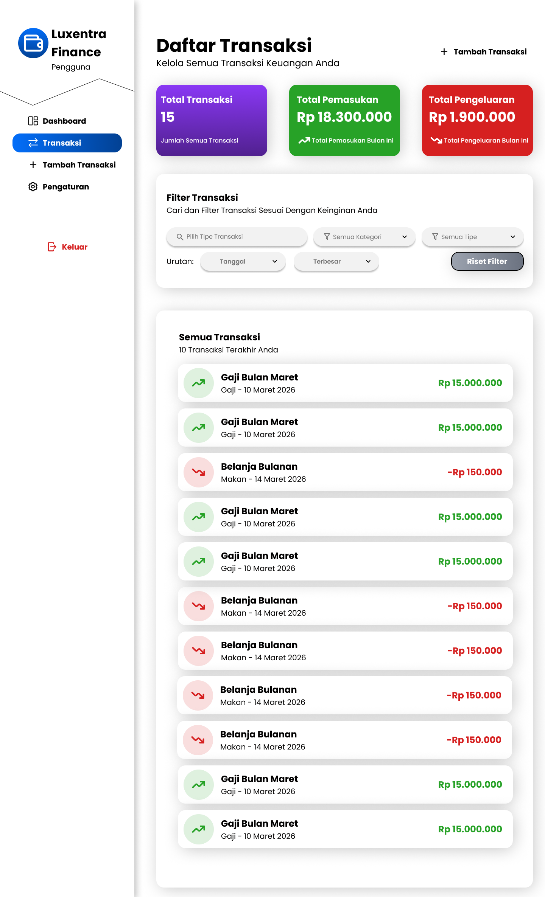 Luxentra
Finance
Pengguna
Dashboard
Transaksi
Tambah Transaksi
Pengaturan
Keluar
Daftar Transaksi
Kelola Semua Transaksi Keuangan Anda
Tambah Transaksi
Total Transaksi
15
Jumlah Semua Transaksi
Total Pemasukan
Rp 18.300.000
Total Pemasukan Bulan Ini
Total Pengeluaran
Rp 1.900.000
Total Pengeluaran Bulan Ini
Filter Transaksi
Cari dan Filter Transaksi Sesuai Dengan Keinginan Anda
Pilih Tipe Transaksi
Semua Kategori
Semua Tipe
Urutan:
Tanggal
Terbesar
Riset Filter
Semua Transaksi
10 Transaksi Terakhir Anda
Gaji Bulan Maret
Gaji - 10 Maret 2026
Rp 15.000.000
Gaji Bulan Maret
Gaji - 10 Maret 2026
Rp 15.000.000
Belanja Bulanan
Makan - 14 Maret 2026
-Rp 150.000
Gaji Bulan Maret
Gaji - 10 Maret 2026
Rp 15.000.000
Gaji Bulan Maret
Gaji - 10 Maret 2026
Rp 15.000.000
Belanja Bulanan
Makan - 14 Maret 2026
-Rp 150.000
Belanja Bulanan
Makan - 14 Maret 2026
-Rp 150.000
Belanja Bulanan
Makan - 14 Maret 2026
-Rp 150.000
Belanja Bulanan
Makan - 14 Maret 2026
-Rp 150.000
Gaji Bulan Maret
Gaji - 10 Maret 2026
Rp 15.000.000
Gaji Bulan Maret
Gaji - 10 Maret 2026
Rp 15.000.000